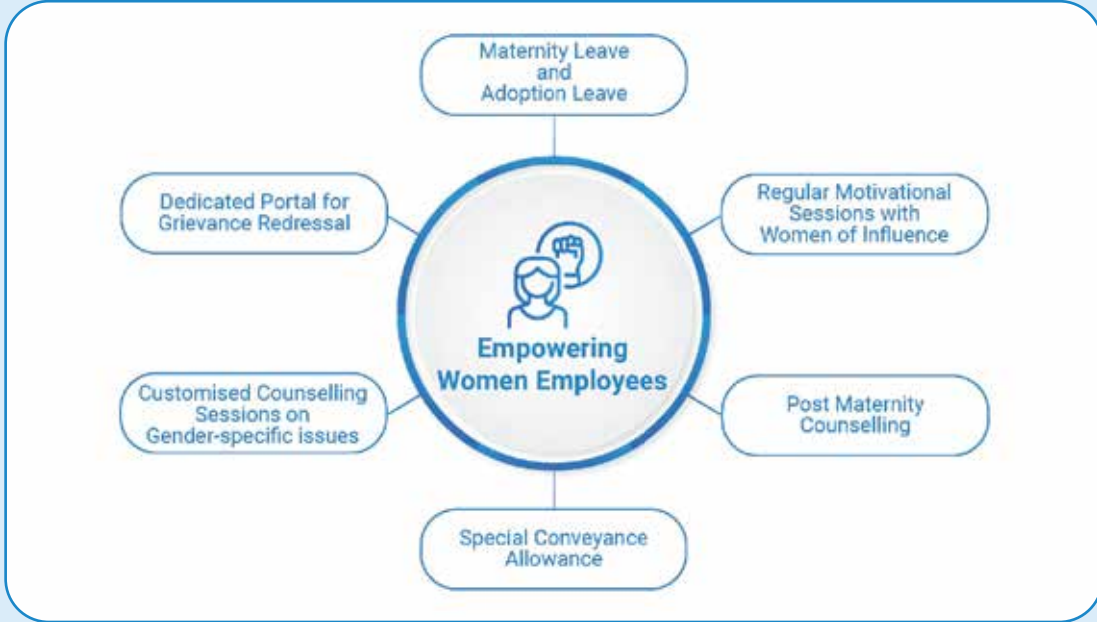 Maternity Leave
and
Adoption Leave
Dedicated Portal for
Grievance Redressal
Regular Motivational
Sessions with
Women of Influence
Empowering
Women Employees
Customised Counselling
Sessions on
Gender-specific issues
Post Maternity
Counselling
Special Conveyance
Allowance